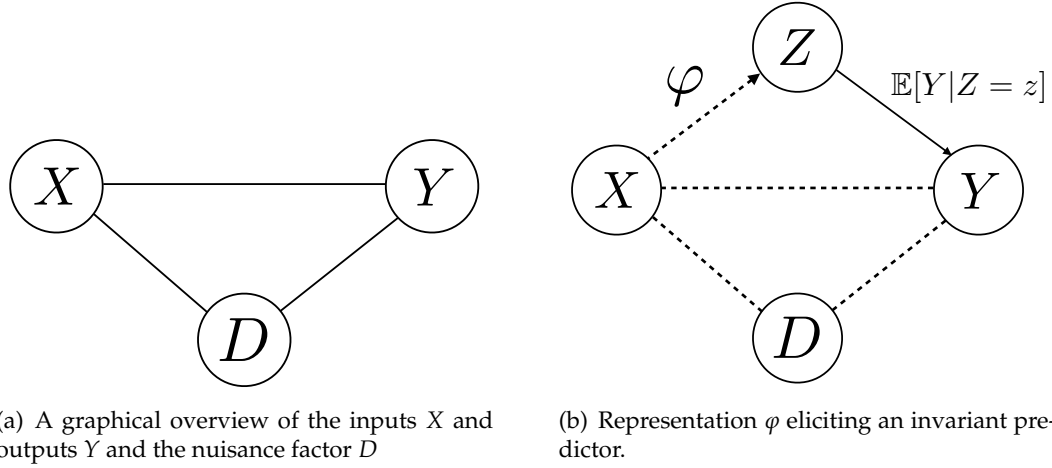 Z
φ
𝔼[Y|Z = z]
X
Y
D
X
Y
D
(a) A graphical overview of the inputs X and
outputs Y and the nuisance factor D
(b) Representation φ eliciting an invariant pre-
dictor.